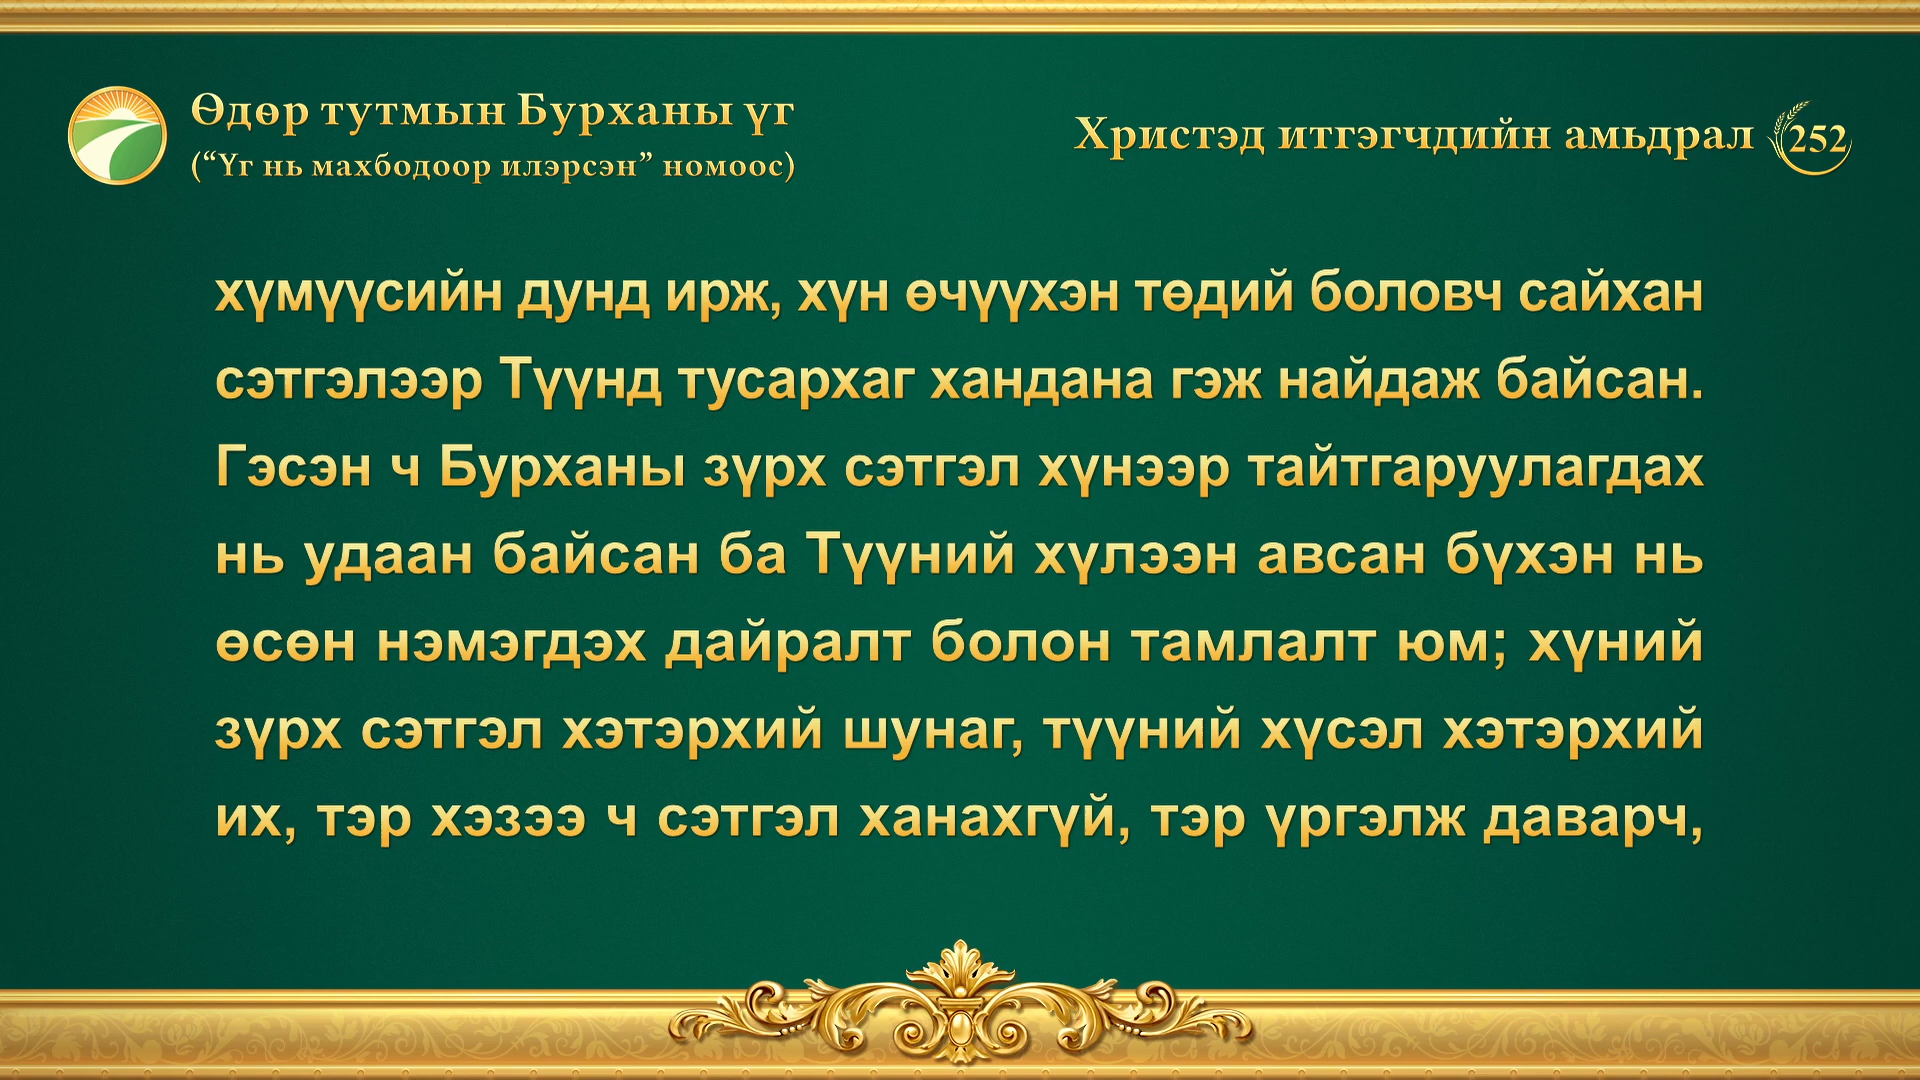 Өдөр тутмын Бурханы үг
(“Үг нь махбодоор илэрсэн” номоос)
Христэд итгэгчдийн амьдрал 252
хүмүүсийн дунд ирж, хүн өчүүхэн төдий боловч сайхан
сэтгэлээр Түүнд тусархаг хандана гэж найдаж байсан.
Гэсэн ч Бурханы зүрх сэтгэл хүнээр тайтгаруулагдах
нь удаан байсан ба Түүний хүлээн авсан бүхэн нь
өсөн нэмэгдэх дайралт болон тамлалт юм; хүний
зүрх сэтгэл хэтэрхий шунаг, түүний хүсэл хэтэрхий
их, тэр хэзээ ч сэтгэл ханахгүй, тэр үргэлж даварч,